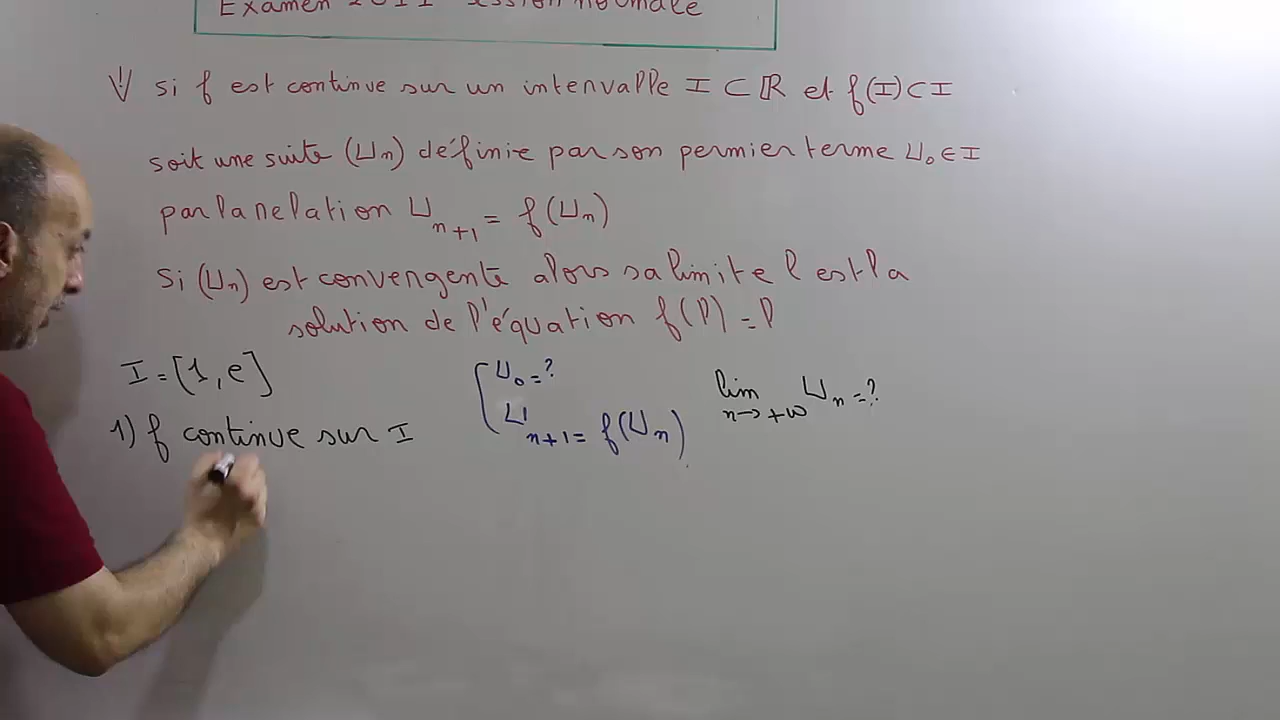 Examen 2011 session normale
si f est continue sur un intervalle I ⊂ ℝ et f(I) ⊂ I
soit une suite (Un) définie par son permier terme U₀ ∈ I
par la relation Uₙ₊₁ = f(Uₙ)
Si (Un) est convergente alors sa limite l est la
solution de l'équation f(l) = l
I = [1, e]
1) f continue sur I
{ U₀ = ?
Uₙ₊₁ = f(Uₙ)
lim Uₙ = ?
n → +∞